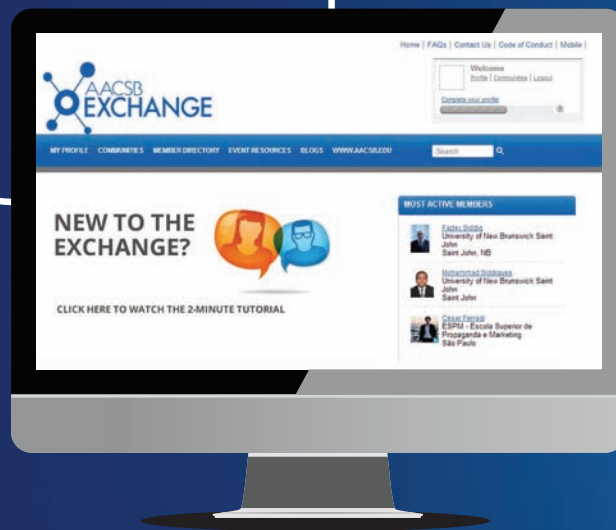 Home | FAQs | Contact Us | Code of Conduct | Mobile |
Welcome
Profile | Communities | Logout
Complete your profile
AACSB
EXCHANGE
MY PROFILE COMMUNITIES MEMBER DIRECTORY EVENT RESOURCES BLOGS WWW.AACSB.EDU
Search
NEW TO THE
EXCHANGE?
CLICK HERE TO WATCH THE 2-MINUTE TUTORIAL
MOST ACTIVE MEMBERS
University of New Brunswick Saint
John
Saint John, NB
Mohammad
University of New Brunswick Saint
John
Saint John
Cesar
ESPM - Escola Superior de
Propaganda e Marketing
São Paulo